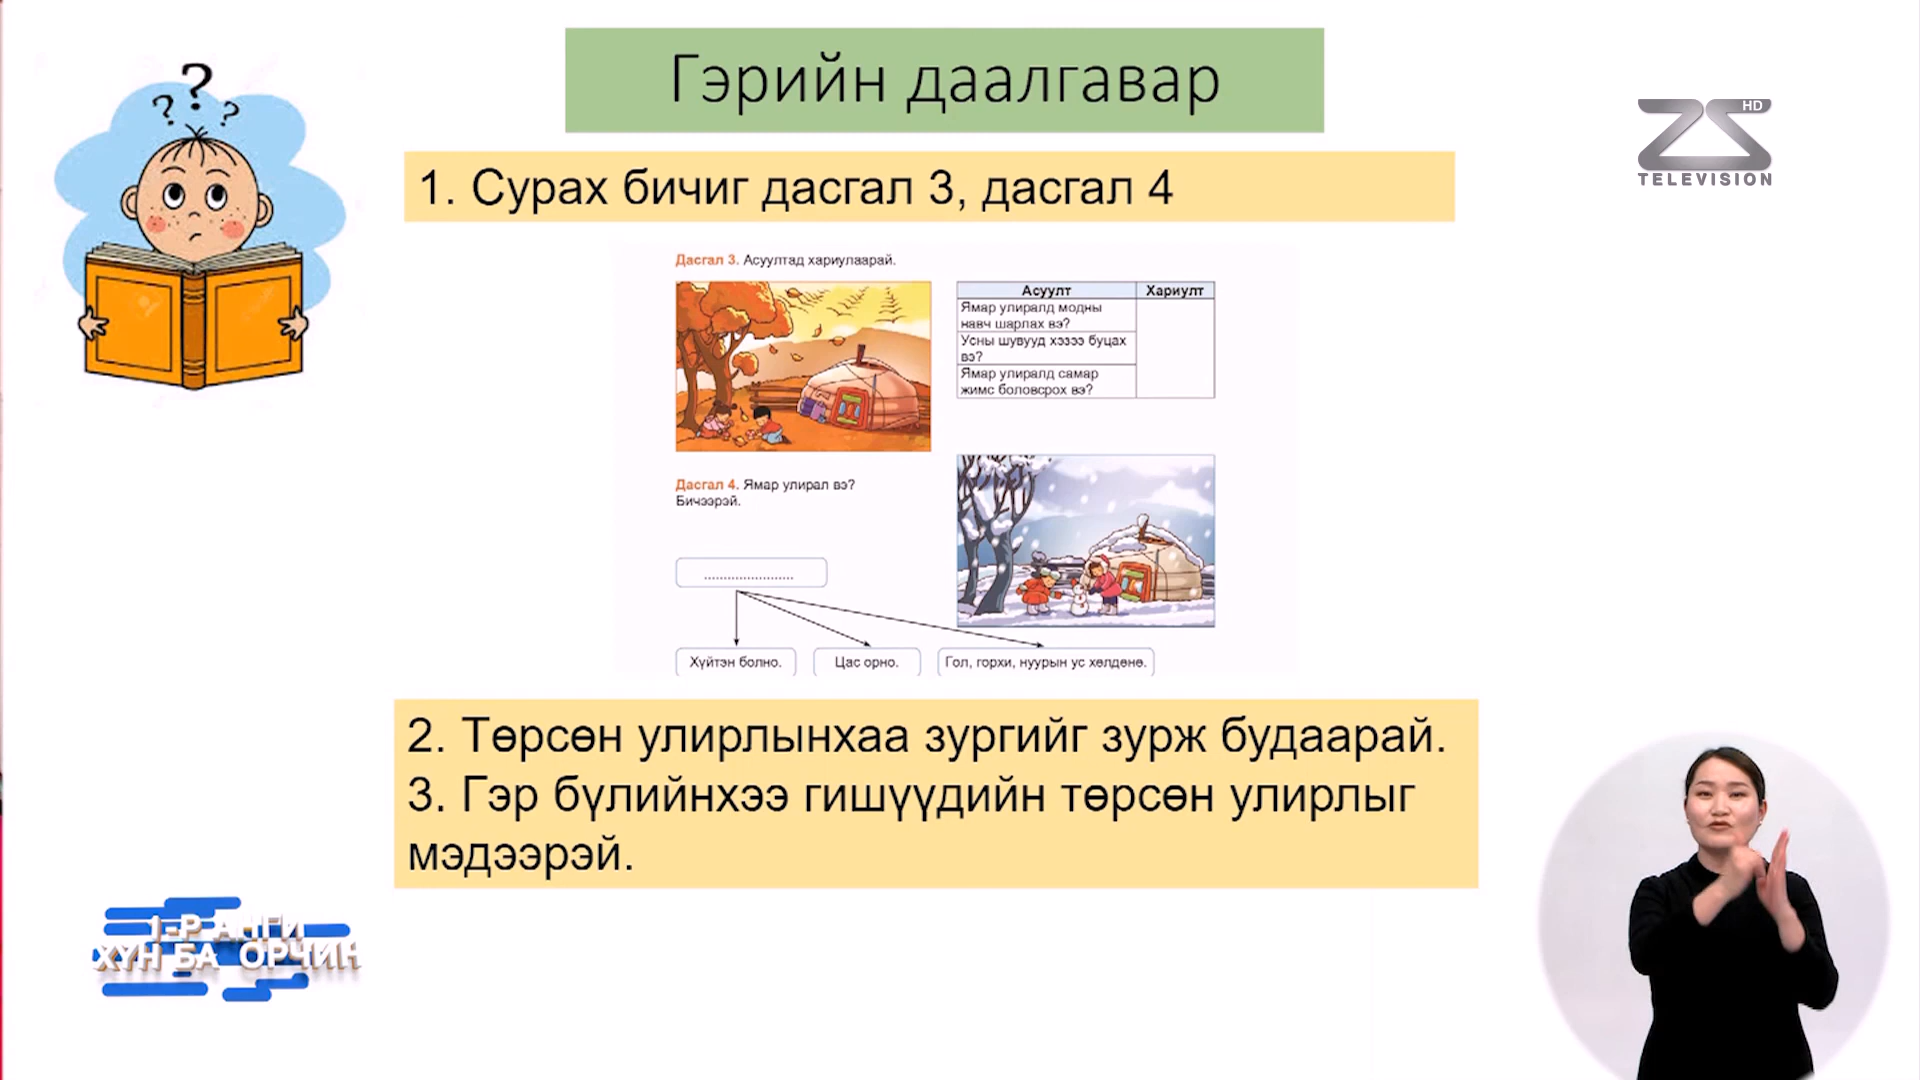 Гэрийн даалгавар
HD
TELEVISION
1. Сурах бичиг дасгал 3, дасгал 4
Дасгал 3. Асуултад хариулаарай.
Асуулт Хариулт
Ямар улиралд модны
навч шарлах вэ?
Усны шувууд хэзээ буцах
вэ?
Ямар улиралд самар
жимс боловсрох вэ?
Дасгал 4. Ямар улирал вэ?
Бичээрэй.
.......................
Хүйтэн болно.
Цас орно.
Гол, горхи, нуурын ус хөлдөнө.
2. Төрсөн улирлынхаа зургийг зурж будаарай.
3. Гэр бүлийнхээ гишүүдийн төрсөн улирлыг
мэдээрэй.
1-Р АНГИ
ХҮН БА ОРЧИН
? ? ?